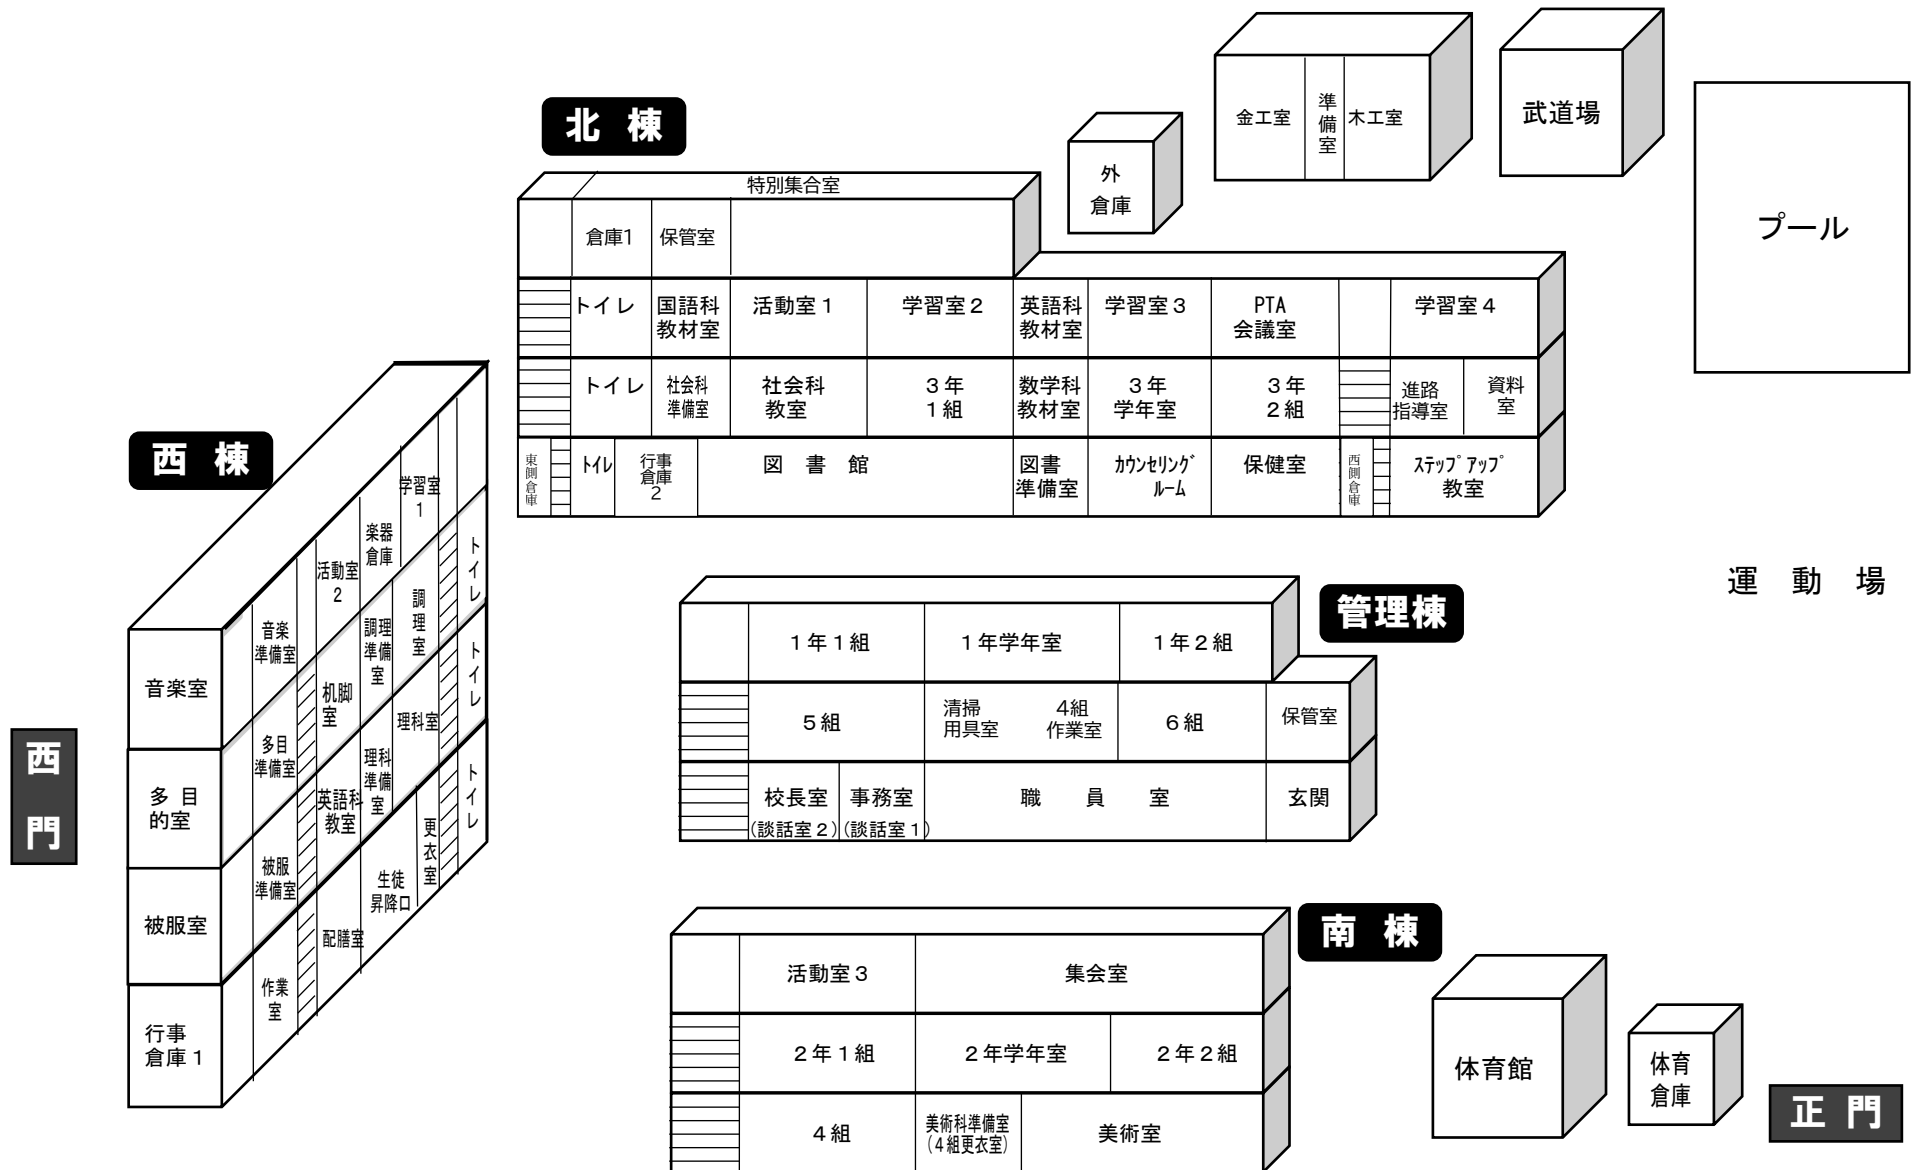 北 棟
特別集合室
倉庫1
保管室
トイレ
国語科
教材室
活動室1
学習室2
英語科
教材室
学習室3
PTA
会議室
学習室4
トイレ
社会科
準備室
社会科
教室
3年
1組
数学科
教材室
3年
学年室
3年
2組
進路
指導室
資料
室
東側倉庫
トイレ
行事
倉庫
2
図 書 館
図書
準備室
カウンセリング
ルーム
保健室
西側倉庫
ステップアップ
教室
外
倉庫
金工室
準備室
木工室
武道場
プール
運 動 場
西 棟
音楽室
音楽
準備室
活動室
2
楽器
倉庫
学習室
1
多 目
的室
多目
準備室
机脚
室
調理
準備
室
調理室
トイレ
被服室
被服
準備室
英語科
教室
理科
準備
室
理科室
トイレ
行事
倉庫1
作業
室
配膳室
生徒
昇降口
更衣室
トイレ
西門
管理棟
1年1組
1年学年室
1年2組
5組
清掃
用具室
4組
作業室
6組
保管室
校長室
(談話室2)
事務室
(談話室1)
職 員 室
玄関
南 棟
活動室3
集会室
2年1組
2年学年室
2年2組
4組
美術科準備室
(4組更衣室)
美術室
体育館
体育
倉庫
正 門